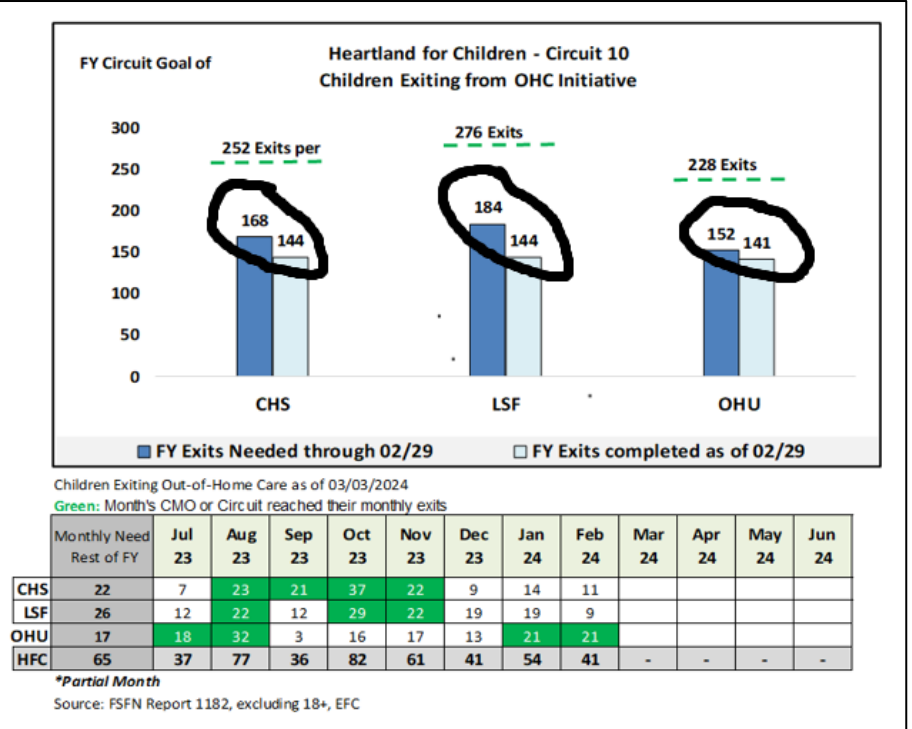 FY Circuit Goal of
Heartland for Children - Circuit 10
Children Exiting from OHC Initiative
300
250
200
150
100
50
0
252 Exits per
276 Exits
228 Exits
168
144
184
144
152
141
CHS
LSF
OHU
FY Exits Needed through 02/29
FY Exits completed as of 02/29
Children Exiting Out-of-Home Care as of 03/03/2024
Green: Month's CMO or Circuit reached their monthly exits
Monthly Need Rest of FY Jul 23 Aug 23 Sep 23 Oct 23 Nov 23 Dec 23 Jan 24 Feb 24 Mar 24 Apr 24 May 24 Jun 24
CHS 22 7 23 21 37 22 9 14 11
LSF 26 12 22 12 29 22 19 19 9
OHU 17 18 32 3 16 17 13 21 21
HFC 65 37 77 36 82 61 41 54 41 - - - -
*Partial Month
Source: FSFN Report 1182, excluding 18+, EFC